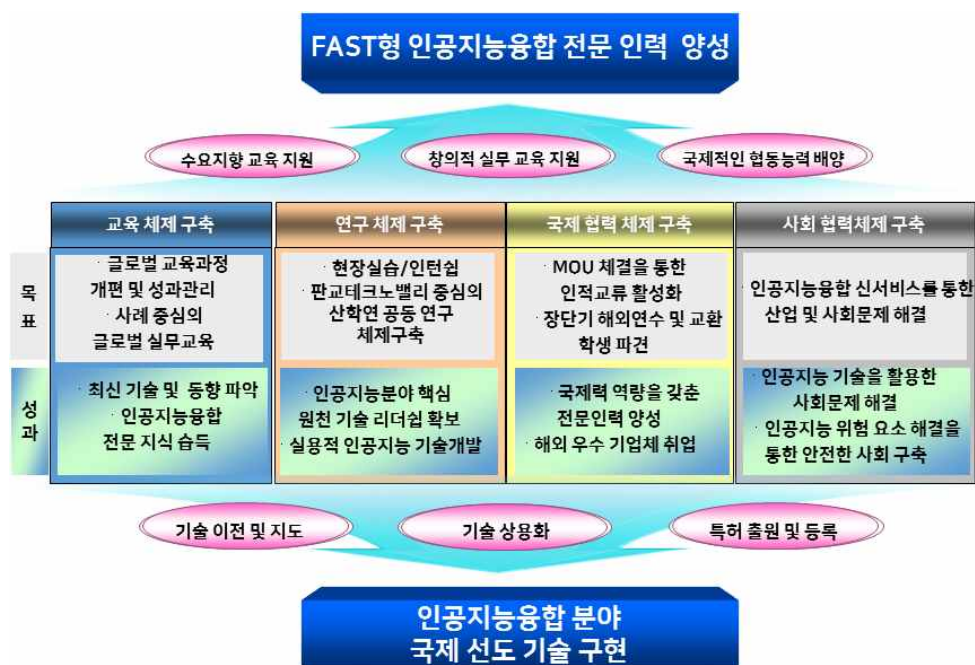 FAST형 인공지능융합 전문 인력 양성
수요지향 교육 지원
창의적 실무 교육 지원
국제적인 협동능력 배양
교육 체제 구축
연구 체제 구축
국제 협력 체제 구축
사회 협력체제 구축
목
표
· 글로벌 교육과정
개편 및 성과관리
· 사례 중심의
글로벌 실무교육
· 현장실습/인턴쉽
· 판교테크노밸리 중심의
산학연 공동 연구
체제구축
· MOU 체결을 통한
인적교류 활성화
· 장단기 해외연수 및 교환
학생 파견
· 인공지능융합 신서비스를 통한
산업 및 사회문제 해결
성
과
· 최신 기술 및 동향 파악
· 인공지능융합
전문 지식 습득
· 인공지능분야 핵심
원천 기술 리더쉽 확보
· 실용적 인공지능 기술개발
· 국제력 역량을 갖춘
전문인력 양성
· 해외 우수 기업체 취업
· 인공지능 기술을 활용한
사회문제 해결
· 인공지능 위험 요소 해결을
통한 안전한 사회 구축
기술 이전 및 지도
기술 상용화
특허 출원 및 등록
인공지능융합 분야
국제 선도 기술 구현